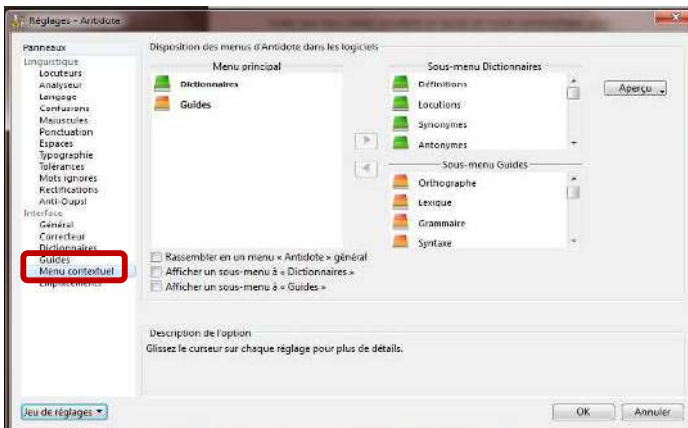 Réglages - Antidote
Panneaux
Linguistique
Locuteurs
Analyseur
Langage
Confusions
Majuscules
Ponctuation
Espaces
Typographie
Tolérances
Mots ignorés
Rectifications
Anti-Oups!
Interface
Général
Correcteur
Dictionnaires
Guides
Menu contextuel
Emplacements
Jeu de réglages
Disposition des menus d'Antidote dans les logiciels
Menu principal
Dictionnaires
Guides
Sous-menu Dictionnaires
Définitions
Locutions
Synonymes
Antonymes
Sous-menu Guides
Orthographe
Lexique
Grammaire
Syntaxe
Aperçu
Rassembler en un menu « Antidote » général
Afficher un sous-menu à « Dictionnaires »
Afficher un sous-menu à « Guides »
Description de l'option
Glissez le curseur sur chaque réglage pour plus de détails.
OK
Annuler